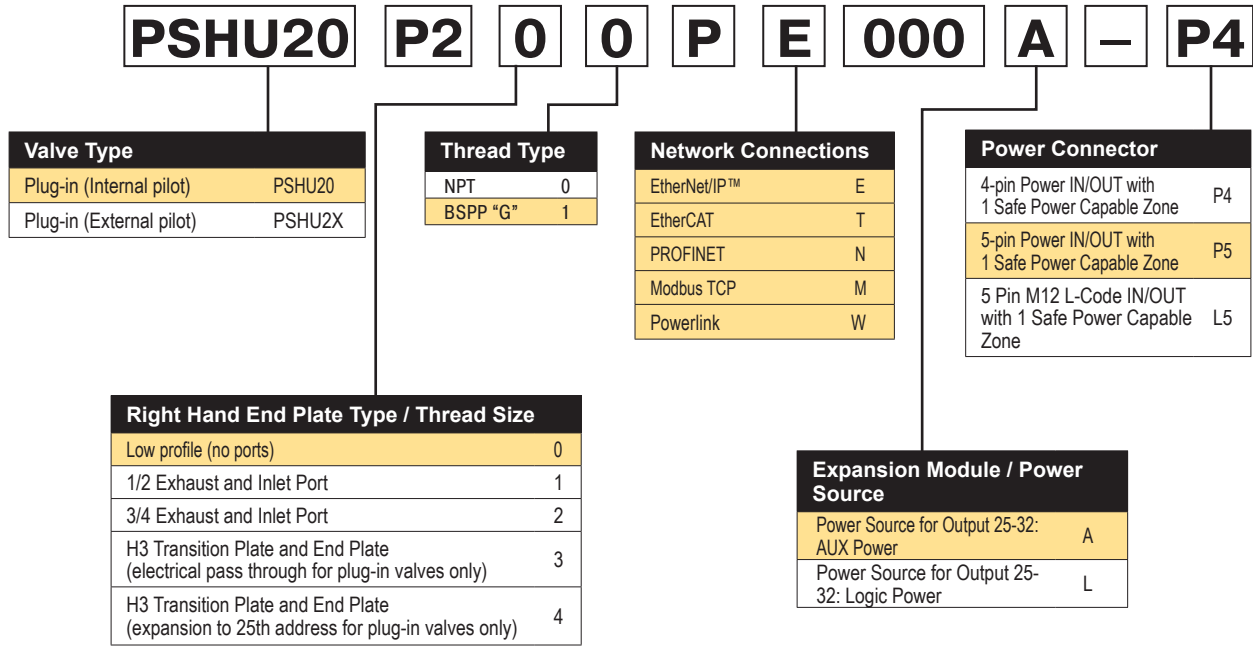 PSHU20 P2 0 0 P E 000 A – P4
Valve Type
Plug-in (Internal pilot) PSHU20
Plug-in (External pilot) PSHU2X
Thread Type
NPT 0
BSPP “G” 1
Network Connections
EtherNet/IP™ E
EtherCAT T
PROFINET N
Modbus TCP M
Powerlink W
Power Connector
4-pin Power IN/OUT with
1 Safe Power Capable Zone P4
5-pin Power IN/OUT with
1 Safe Power Capable Zone P5
5 Pin M12 L-Code IN/OUT
with 1 Safe Power Capable L5
Zone
Right Hand End Plate Type / Thread Size
Low profile (no ports) 0
1/2 Exhaust and Inlet Port 1
3/4 Exhaust and Inlet Port 2
H3 Transition Plate and End Plate
(electrical pass through for plug-in valves only) 3
H3 Transition Plate and End Plate
(expansion to 25th address for plug-in valves only) 4
Expansion Module / Power
Source
Power Source for Output 25-32:
AUX Power A
Power Source for Output 25-
32: Logic Power L